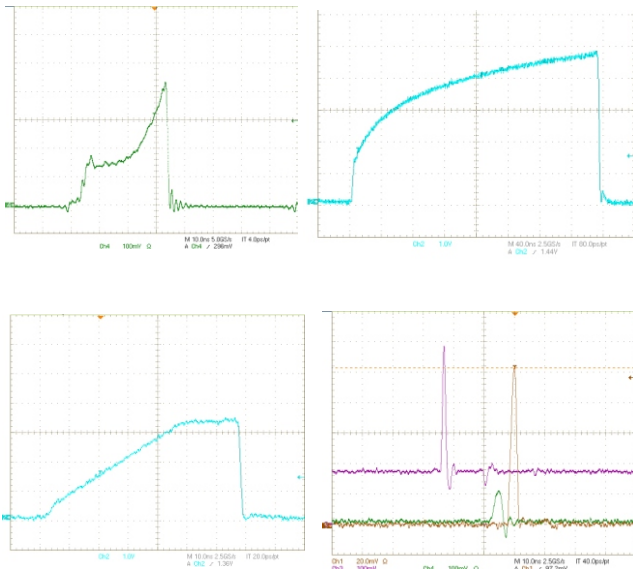 Ch4 100mV Ω
M 10.0ns 5.0GS/s IT 4.0ps/pt
A Ch4 / 296mV
Ch2 1.0V
M 40.0ns 2.5GS/s IT 80.0ps/pt
A Ch2 / 1.44V
Ch2 1.0V
M 10.0ns 2.5GS/s IT 20.0ps/pt
A Ch2 / 1.36V
Ch1 20.0mV Ω
M 10.0ns 2.5GS/s IT 40.0ps/pt